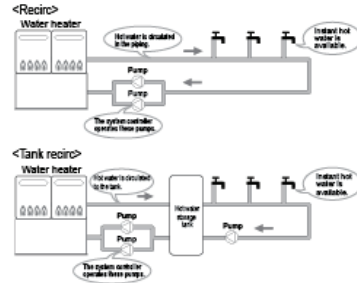 <Recirc>
Water heater
Hot water is circulated
in the piping.
Instant hot
water is
available.
Pump
Pump
The system controller
operates these pumps.
<Tank recirc>
Water heater
Hot water is circulated
to the tank.
Instant hot
water is
available.
Hot water
storage
tank
Pump
Pump
Pump
The system controller
operates these pumps.